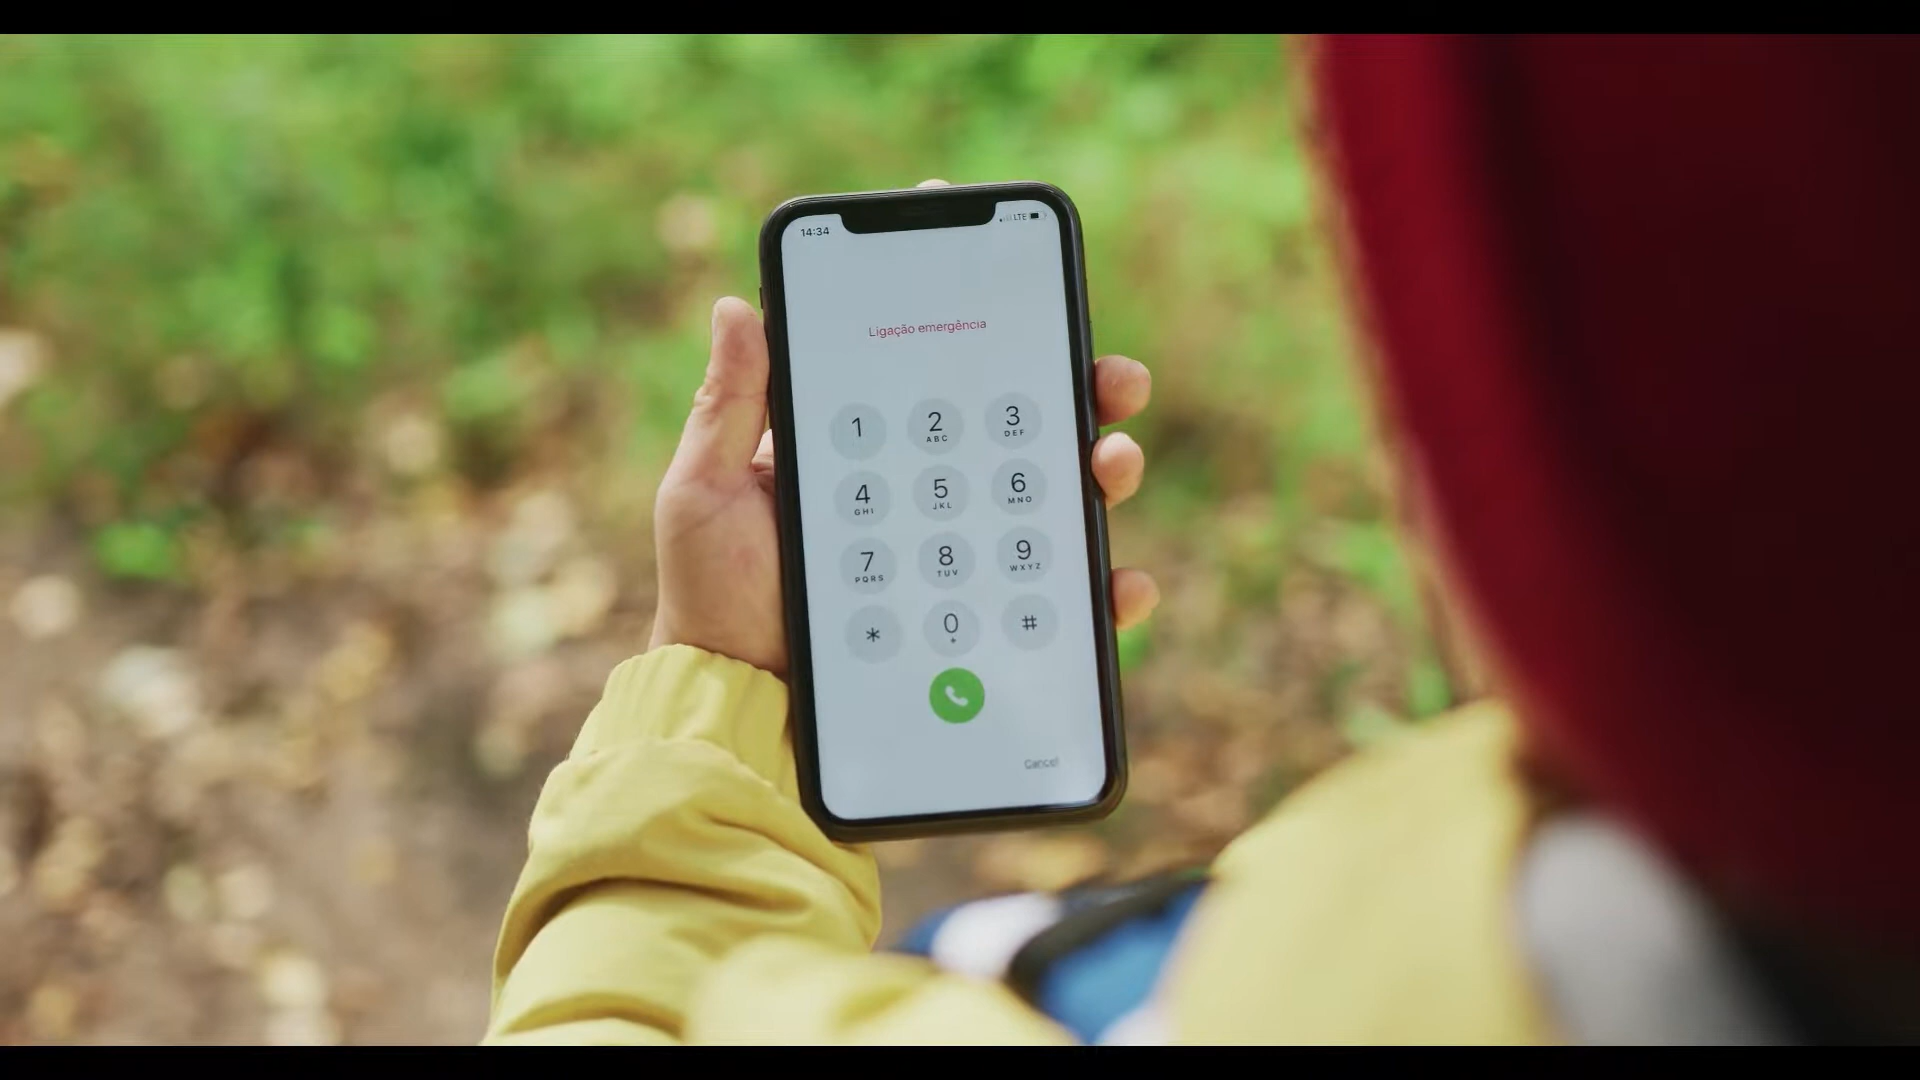 14:34 LTE
Ligação emergência
1 2 3
ABC DEF
4 5 6
GHI JKL MNO
7 8 9
PQRS TUV WXYZ
* 0 #
Cancel